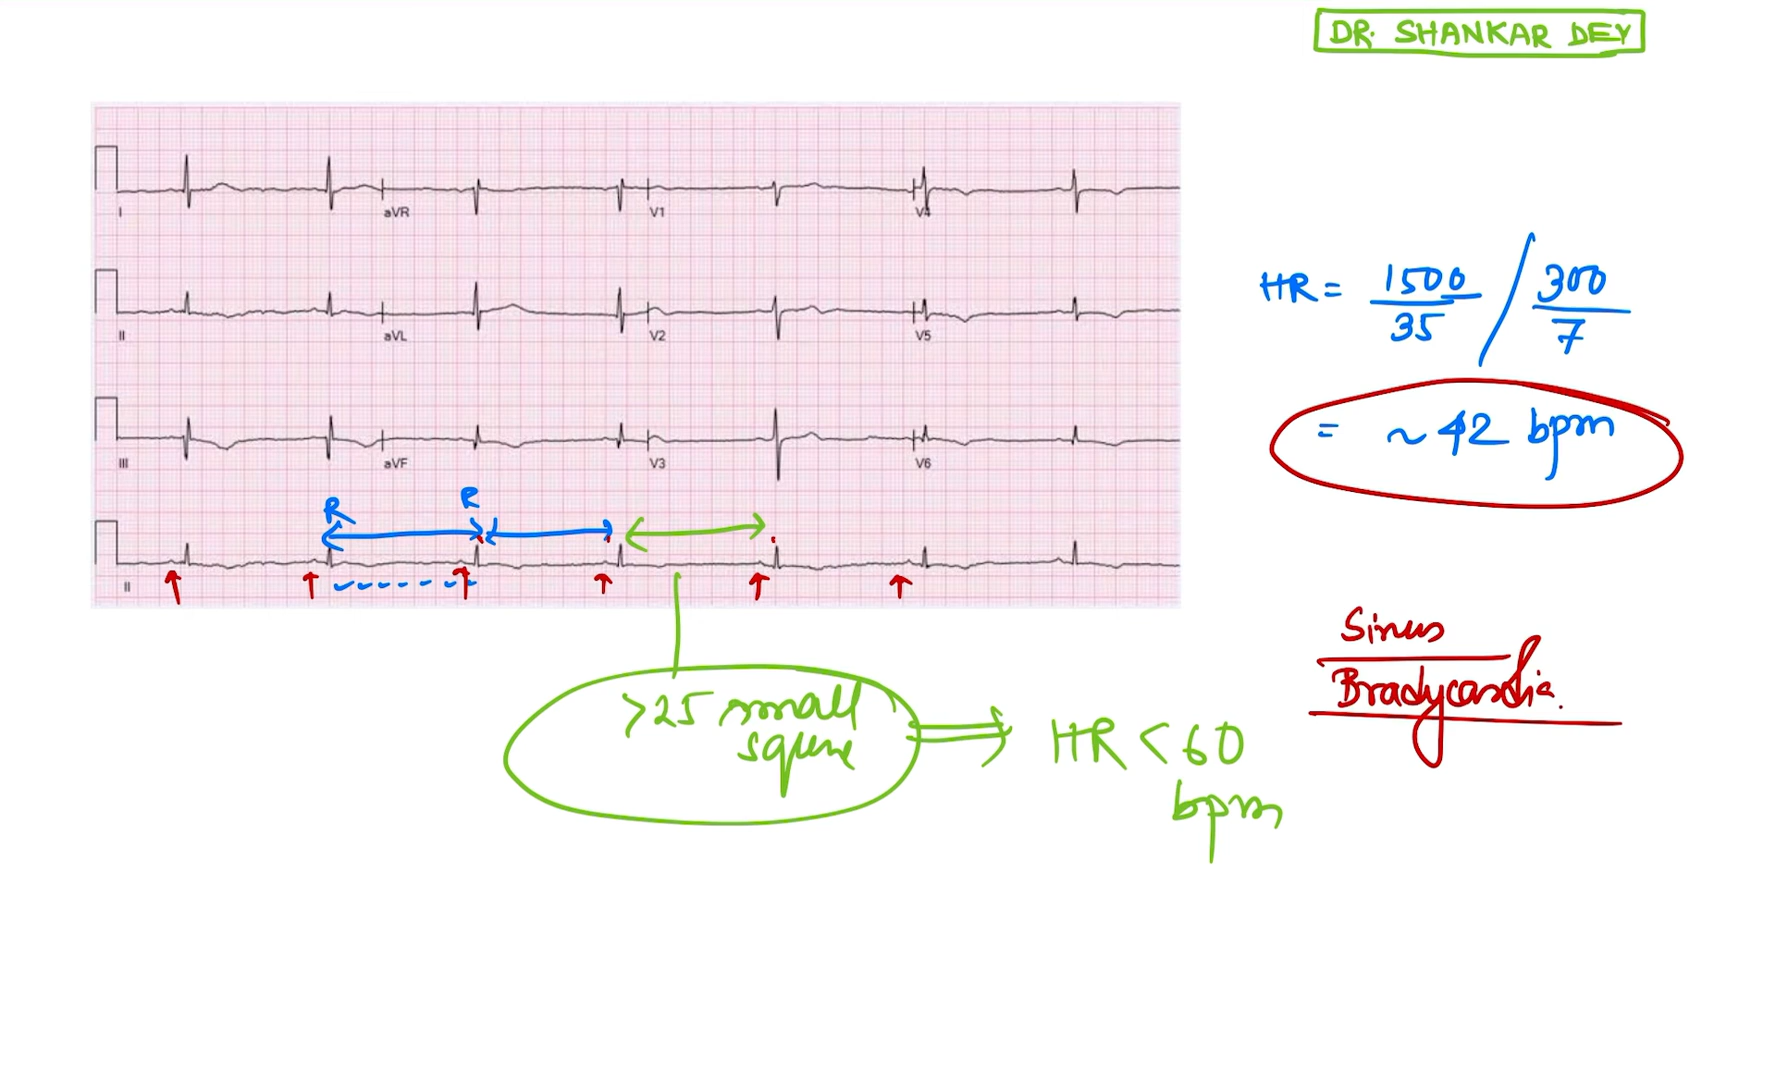 DR. SHANKAR DEY
I aVR V1 V4
II aVL V2 V5
III aVF V3 V6
R R
II
HR = 1500/35 / 300/7
= ~42 bpm
Sinus
Bradycardia.
>25 small
square
HR < 60
bpm